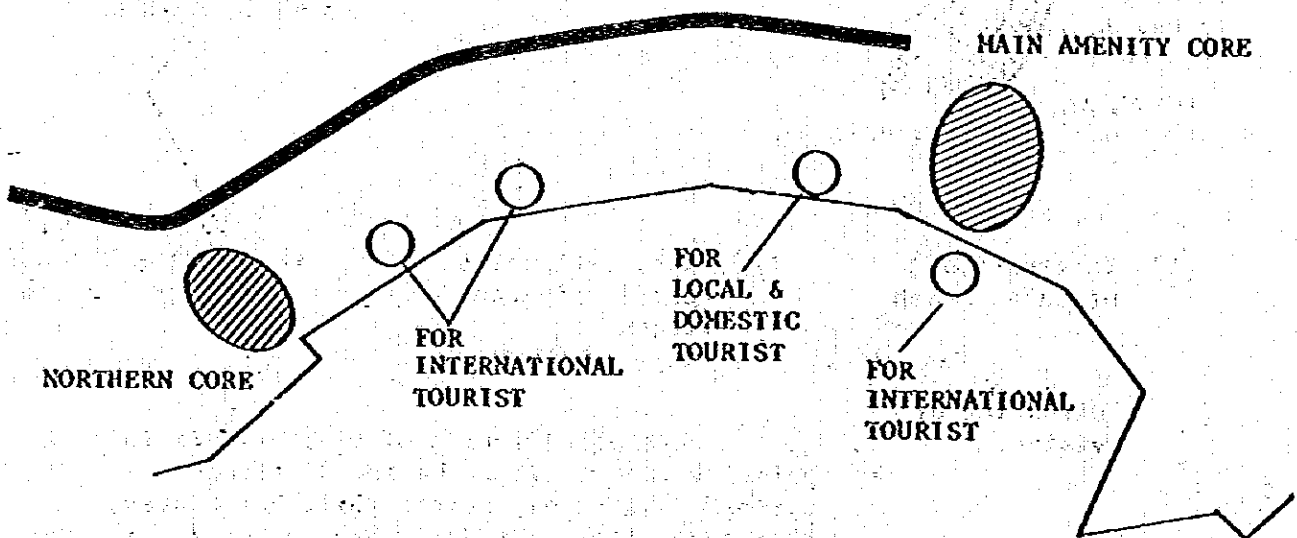 MAIN AMENITY CORE
FOR
LOCAL &
DOMESTIC
TOURIST
FOR
INTERNATIONAL
TOURIST
NORTHERN CORE
FOR
INTERNATIONAL
TOURIST